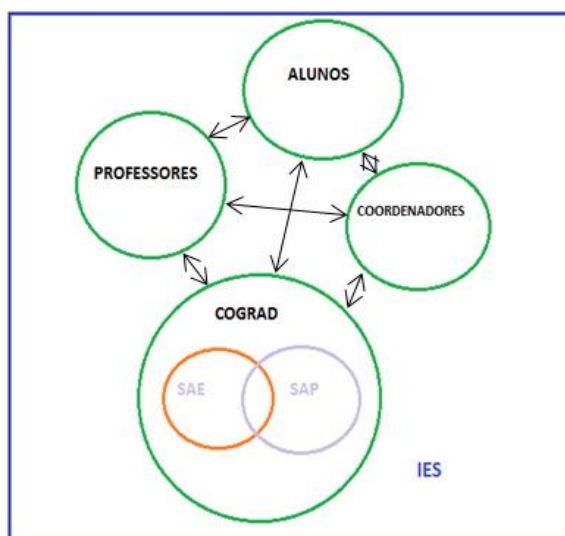 ALUNOS
PROFESSORES
COORDENADORES
COGRAD
SAE
SAP
IES